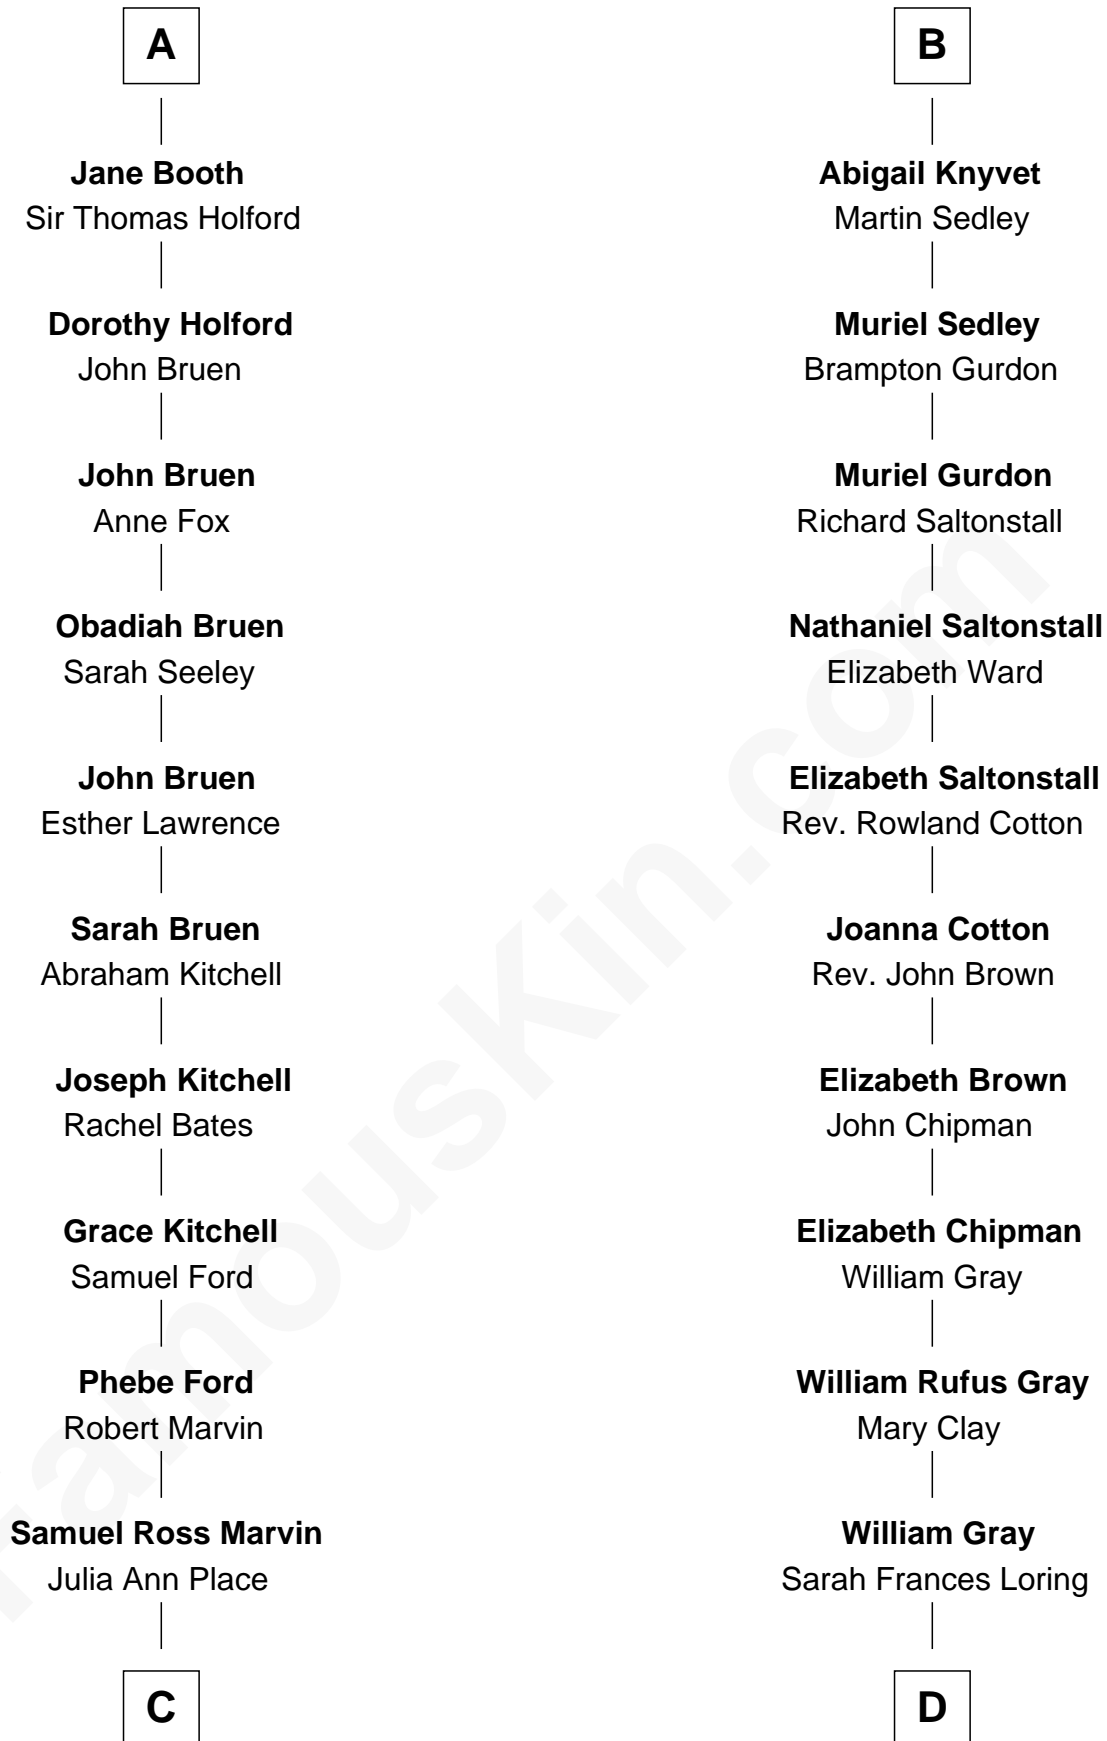 A
Jane Booth
Sir Thomas Holford
Dorothy Holford
John Bruen
John Bruen
Anne Fox
Obadiah Bruen
Sarah Seeley
John Bruen
Esther Lawrence
Sarah Bruen
Abraham Kitchell
Joseph Kitchell
Rachel Bates
Grace Kitchell
Samuel Ford
Phebe Ford
Robert Marvin
Samuel Ross Marvin
Julia Ann Place
C
B
Abigail Knyvet
Martin Sedley
Muriel Sedley
Brampton Gurdon
Muriel Gurdon
Richard Saltonstall
Nathaniel Saltonstall
Elizabeth Ward
Elizabeth Saltonstall
Rev. Rowland Cotton
Joanna Cotton
Rev. John Brown
Elizabeth Brown
John Chipman
Elizabeth Chipman
William Gray
William Rufus Gray
Mary Clay
William Gray
Sarah Frances Loring
D
FamousKin.com